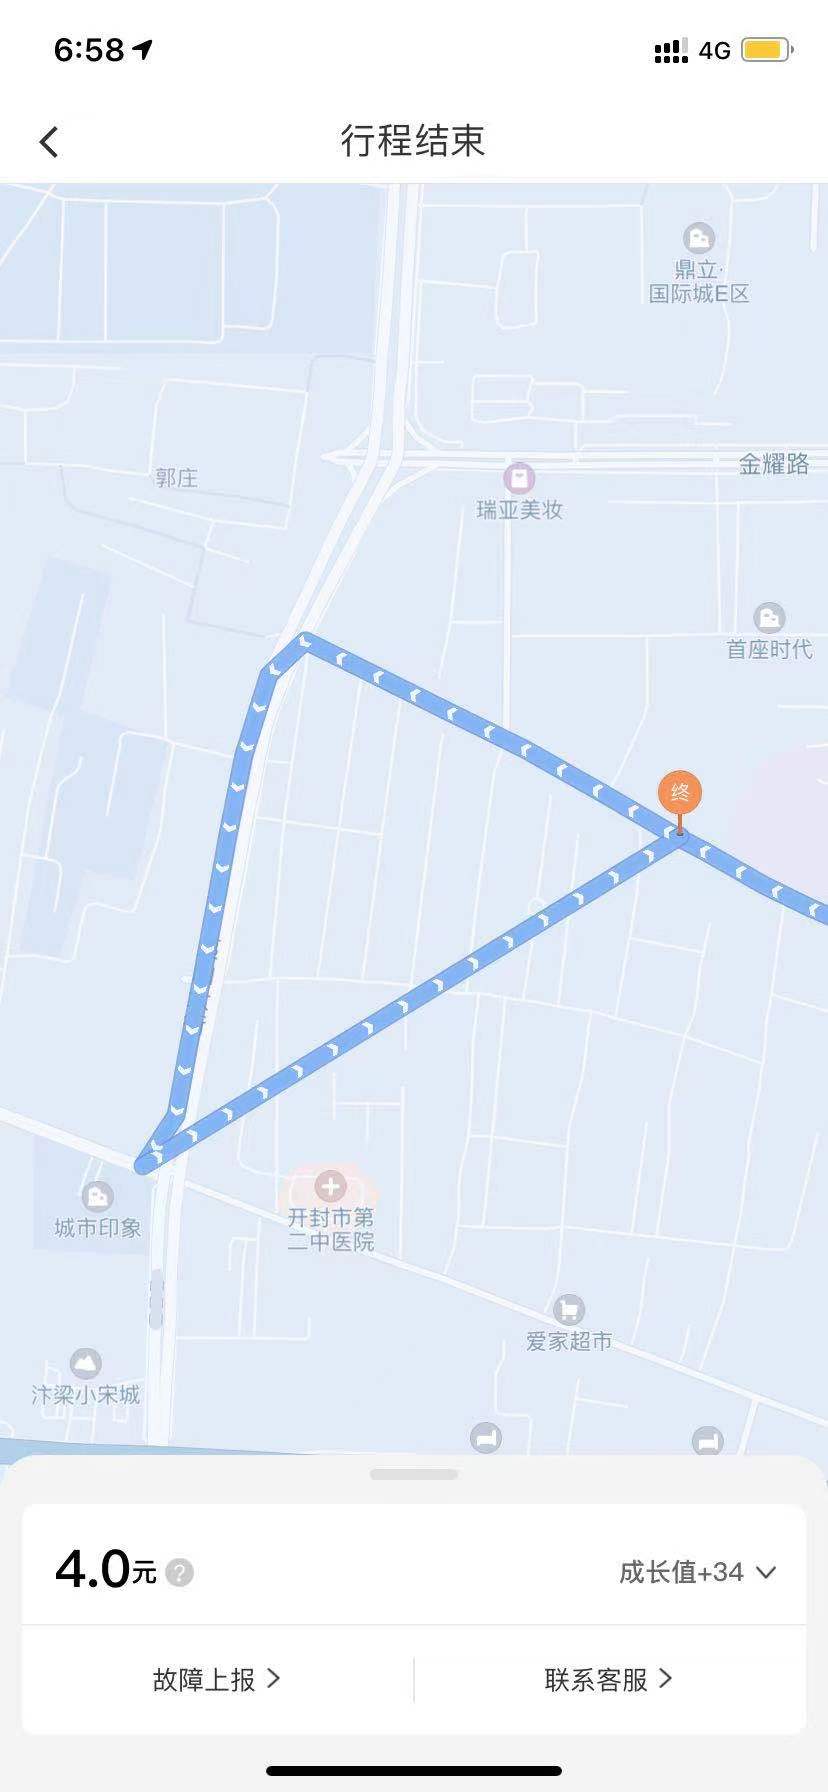 6:58
4G
行程结束
鼎立·
国际城E区
金耀路
郭庄
瑞亚美妆
首座时代
终
城市印象
开封市第
二中医院
爱家超市
汴梁小宋城
4.0元 ?
成长值+34
故障上报
联系客服